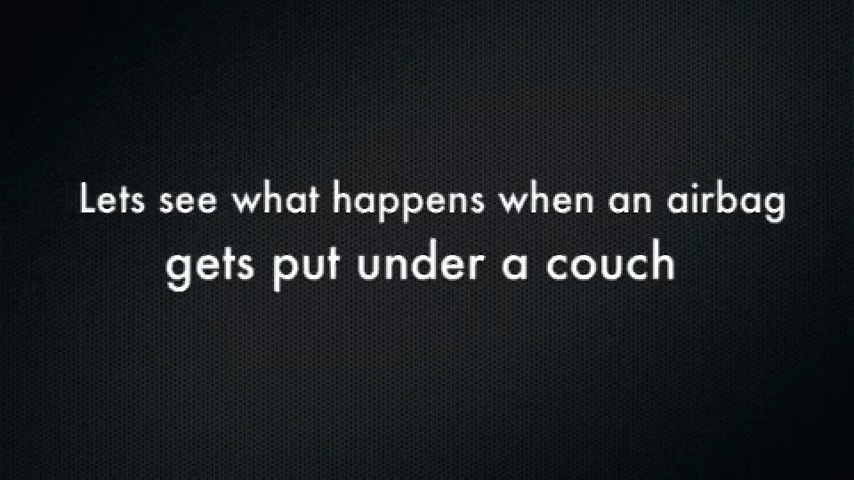 Lets see what happens when an airbag
gets put under a couch